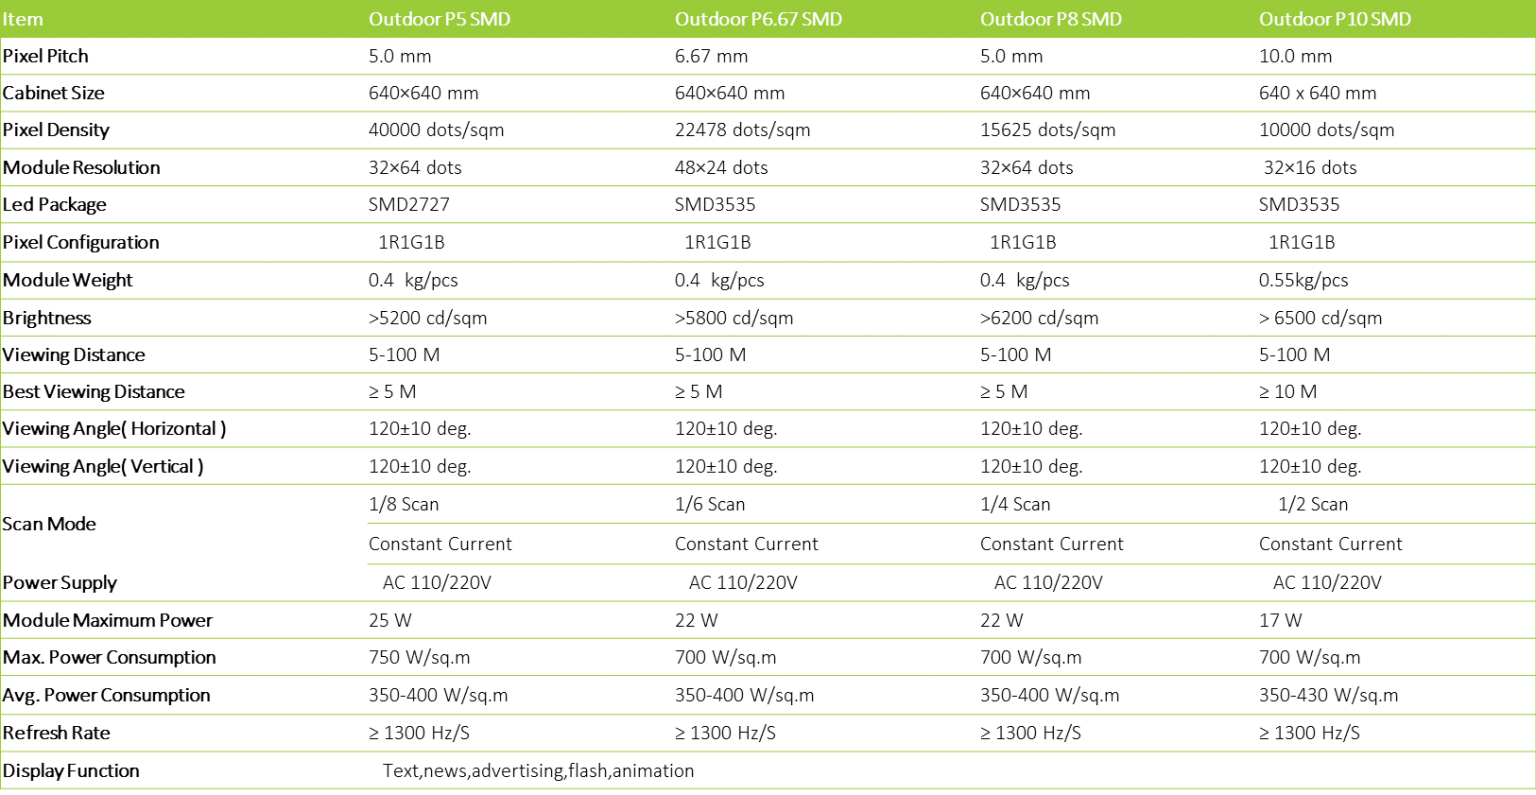 Item Outdoor P5 SMD Outdoor P6.67 SMD Outdoor P8 SMD Outdoor P10 SMD
Pixel Pitch 5.0 mm 6.67 mm 5.0 mm 10.0 mm
Cabinet Size 640×640 mm 640×640 mm 640×640 mm 640 x 640 mm
Pixel Density 40000 dots/sqm 22478 dots/sqm 15625 dots/sqm 10000 dots/sqm
Module Resolution 32×64 dots 48×24 dots 32×64 dots 32×16 dots
Led Package SMD2727 SMD3535 SMD3535 SMD3535
Pixel Configuration 1R1G1B 1R1G1B 1R1G1B 1R1G1B
Module Weight 0.4 kg/pcs 0.4 kg/pcs 0.4 kg/pcs 0.55kg/pcs
Brightness >5200 cd/sqm >5800 cd/sqm >6200 cd/sqm > 6500 cd/sqm
Viewing Distance 5-100 M 5-100 M 5-100 M 5-100 M
Best Viewing Distance ≥ 5 M ≥ 5 M ≥ 5 M ≥ 10 M
Viewing Angle( Horizontal ) 120±10 deg. 120±10 deg. 120±10 deg. 120±10 deg.
Viewing Angle( Vertical ) 120±10 deg. 120±10 deg. 120±10 deg. 120±10 deg.
Scan Mode 1/8 Scan 1/6 Scan 1/4 Scan 1/2 Scan
Constant Current Constant Current Constant Current Constant Current
Power Supply AC 110/220V AC 110/220V AC 110/220V AC 110/220V
Module Maximum Power 25 W 22 W 22 W 17 W
Max. Power Consumption 750 W/sq.m 700 W/sq.m 700 W/sq.m 700 W/sq.m
Avg. Power Consumption 350-400 W/sq.m 350-400 W/sq.m 350-400 W/sq.m 350-430 W/sq.m
Refresh Rate ≥ 1300 Hz/S ≥ 1300 Hz/S ≥ 1300 Hz/S ≥ 1300 Hz/S
Display Function Text,news,advertising,flash,animation